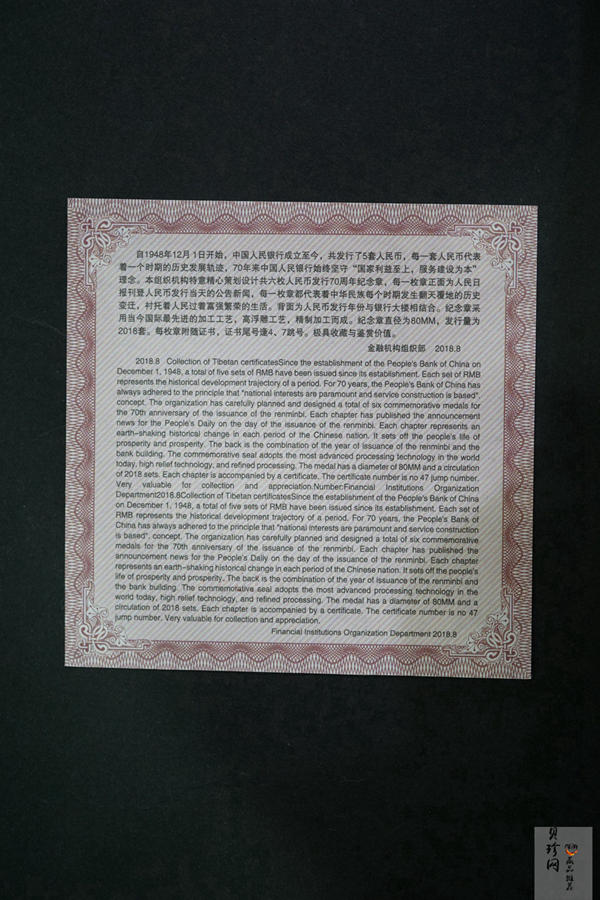 自1948年12月1日开始，中国人民银行成立至今，共发行了5套人民币，每一套人民币代表
着一个时期的历史发展轨迹，70年来中国人民银行始终坚守“国家利益至上，服务建设为本”
理念。本组织机构特意精心策划设计共六枚人民币发行70周年纪念章，每一枚章正面为人民日
报刊登人民币发行当天的公告新闻，每一枚章都代表着中华民族每个时期发生翻天覆地的历史
变迁，衬托着人民过着富强繁荣的生活。背面为人民币发行年份与银行大楼相结合。纪念章采
用当今国际最先进的加工工艺，高浮雕工艺，精制加工而成。纪念章直径为80MM，发行量为
2018套。每枚章附随证书，证书尾号逢4、7跳号。极具收藏与鉴赏价值。
金融机构组织部 2018.8
2018.8 Collection of Tibetan certificatesSince the establishment of the People's Bank of China on
December 1, 1948, a total of five sets of RMB have been issued since its establishment. Each set of RMB
represents the historical development trajectory of a period. For 70 years, the People's Bank of China has
always adhered to the principle that "national interests are paramount and service construction is based".
concept. The organization has carefully planned and designed a total of six commemorative medals for
the 70th anniversary of the issuance of the renminbi. Each chapter has published the announcement
news for the People's Daily on the day of the issuance of the renminbi. Each chapter represents an
earth-shaking historical change in each period of the Chinese nation. It sets off the people's life of
prosperity and prosperity. The back is the combination of the year of issuance of the renminbi and the
bank building. The commemorative seal adopts the most advanced processing technology in the world
today, high relief technology, and refined processing. The medal has a diameter of 80MM and a circulation
of 2018 sets. Each chapter is accompanied by a certificate. The certificate number is no 47 jump number.
Very valuable for collection and appreciation.Number:Financial Institutions Organization
Department2018.8Collection of Tibetan certificatesSince the establishment of the People's Bank of China
on December 1, 1948, a total of five sets of RMB have been issued since its establishment. Each set of
RMB represents the historical development trajectory of a period. For 70 years, the People's Bank of
China has always adhered to the principle that "national interests are paramount and service construction
is based". concept. The organization has carefully planned and designed a total of six commemorative
medals for the 70th anniversary of the issuance of the renminbi. Each chapter has published the
announcement news for the People's Daily on the day of the issuance of the renminbi. Each chapter
represents an earth-shaking historical change in each period of the Chinese nation. It sets off the people's
life of prosperity and prosperity. The back is the combination of the year of issuance of the renminbi and
the bank building. The commemorative seal adopts the most advanced processing technology in the
world today, high relief technology, and refined processing. The medal has a diameter of 80MM and a
circulation of 2018 sets. Each chapter is accompanied by a certificate. The certificate number is no 47
jump number. Very valuable for collection and appreciation.
Financial Institutions Organization Department 2018.8
贝珍网